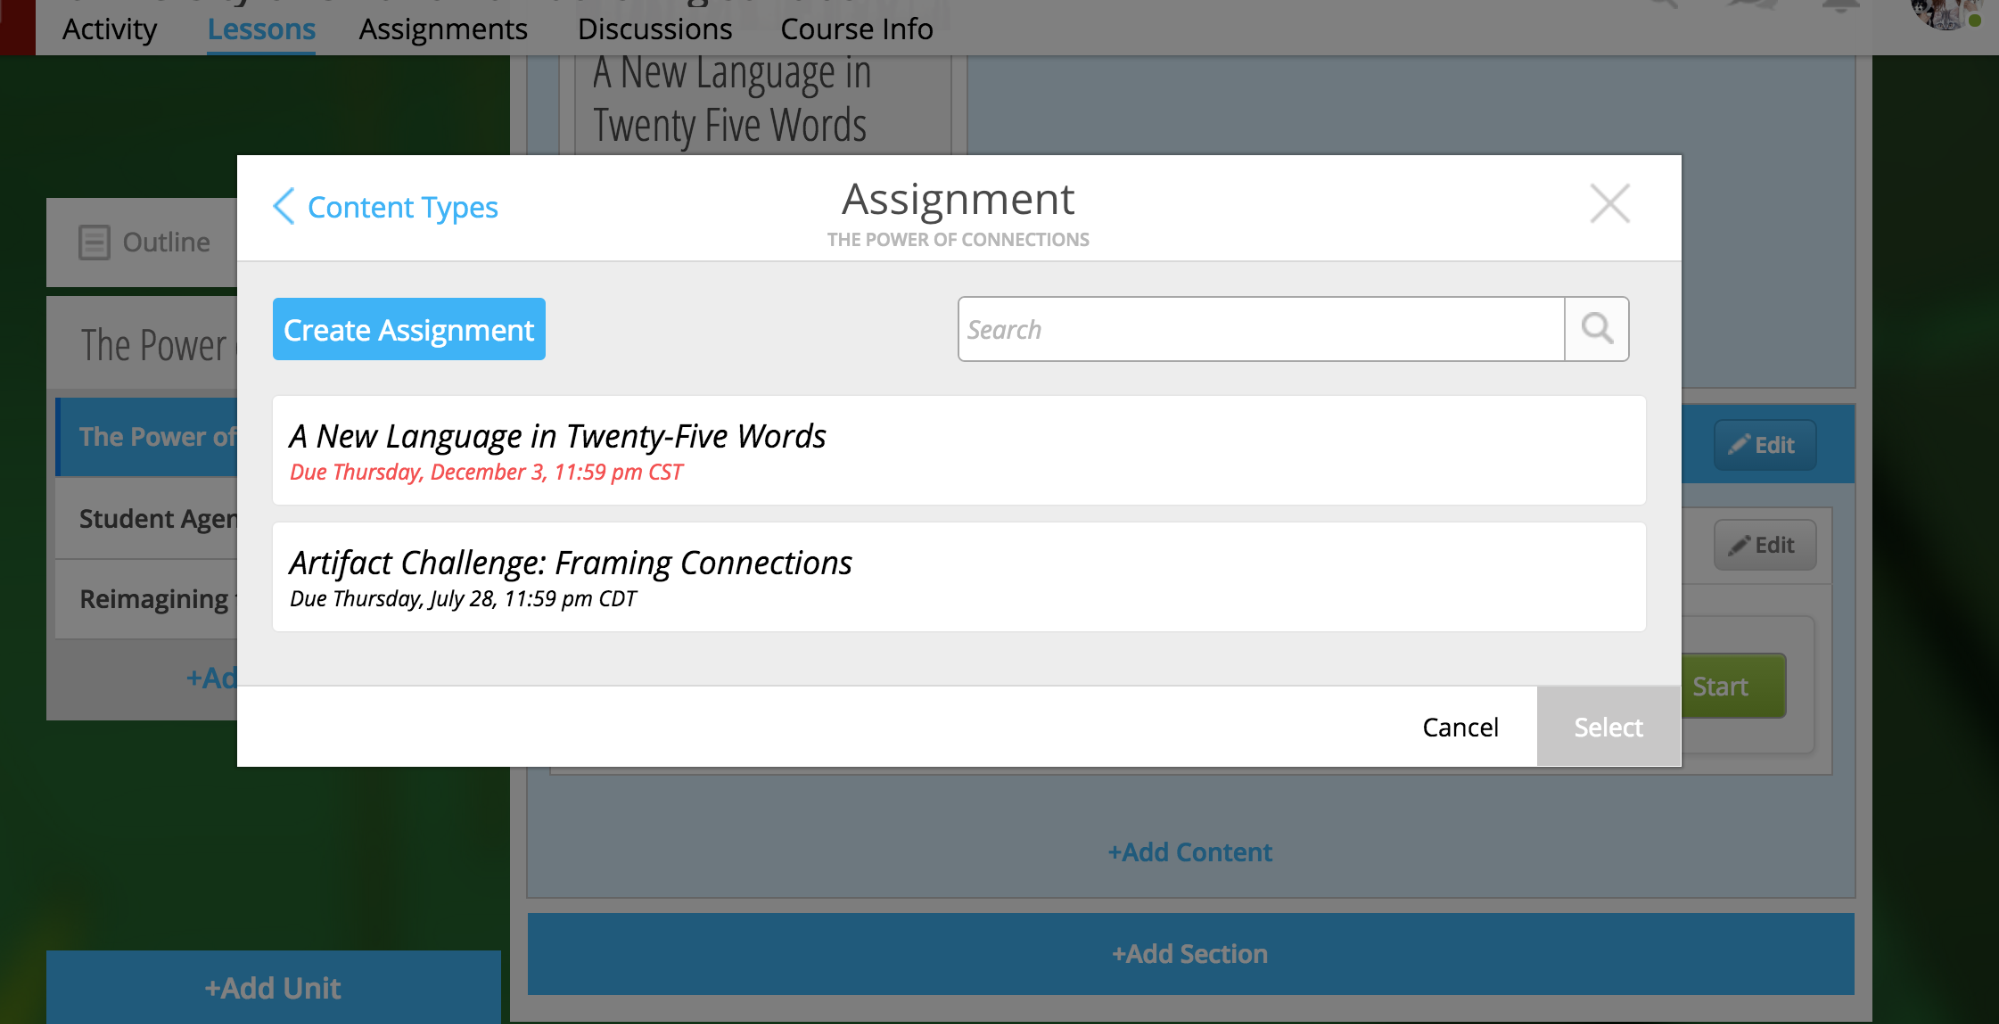 Activity
Lessons
Assignments
Discussions
Course Info
A New Language in
Twenty Five Words
Content Types
Assignment
THE POWER OF CONNECTIONS
Outline
Create Assignment
Search
The Power
A New Language in Twenty-Five Words
Due Thursday, December 3, 11:59 pm CST
The Power of
Edit
Student Agen
Artifact Challenge: Framing Connections
Due Thursday, July 28, 11:59 pm CDT
Edit
Reimagining
+Ad
Start
Cancel
Select
+Add Content
+Add Section
+Add Unit